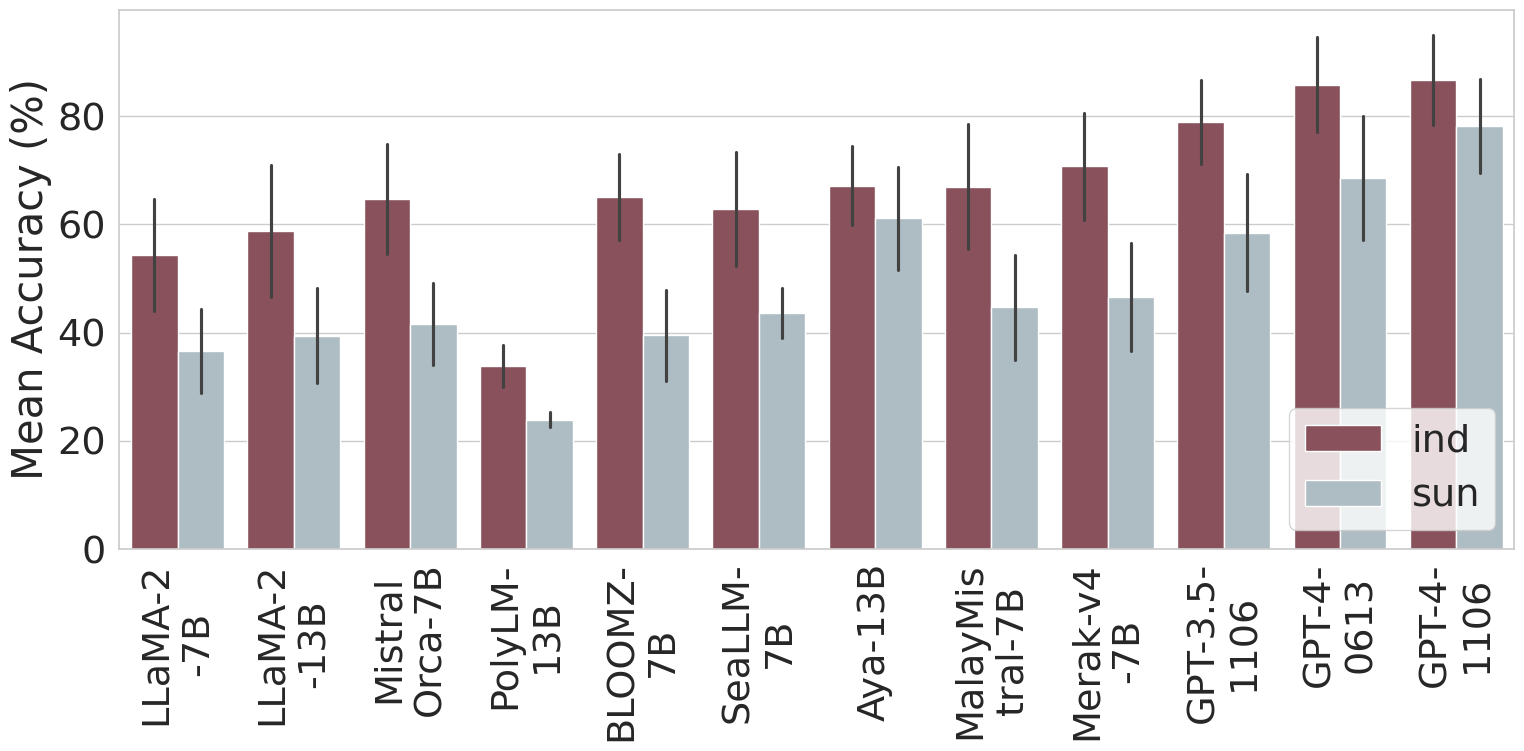 Mean Accuracy (%)
80
60
40
20
0
ind
sun
LLaMA-2
-7B
LLaMA-2
-13B
Mistral
Orca-7B
PolyLM-
13B
BLOOMZ-
7B
SeaLLM-
7B
Aya-13B
MalayMis
tral-7B
Merak-v4
-7B
GPT-3.5-
1106
GPT-4-
0613
GPT-4-
1106